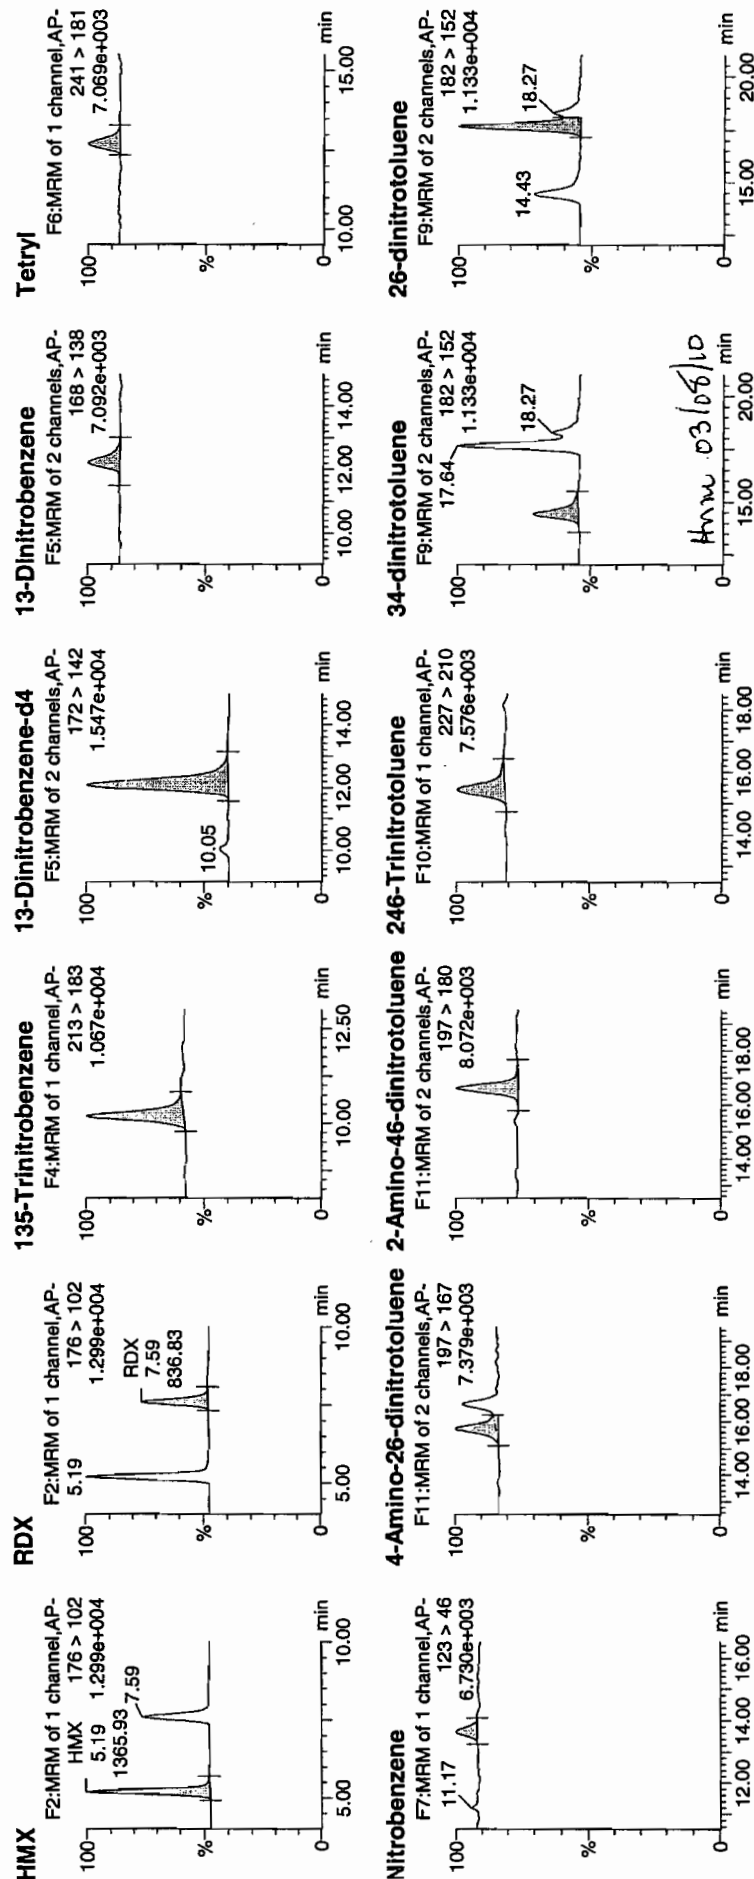 HMX
F2:MRM of 1 channel,AP-
176 > 102
1.299e+004
HMX
5.19
1365.93
7.59
100
%
0
5.00
10.00
min
RDX
F2:MRM of 1 channel,AP-
176 > 102
1.299e+004
5.19
RDX
7.59
836.83
100
%
0
5.00
10.00
min
135-Trinitrobenzene
F4:MRM of 1 channel,AP-
213 > 183
1.067e+004
100
%
0
10.00
12.50
min
13-Dinitrobenzene-d4
F5:MRM of 2 channels,AP-
172 > 142
1.547e+004
10.05
100
%
0
10.00
12.00
14.00
min
13-Dinitrobenzene
F5:MRM of 2 channels,AP-
168 > 138
7.092e+003
100
%
0
10.00
12.00
14.00
min
Tetryl
F6:MRM of 1 channel,AP-
241 > 181
7.069e+003
100
%
0
10.00
15.00
min
Nitrobenzene
F7:MRM of 1 channel,AP-
123 > 46
6.730e+003
11.17
100
%
0
12.00
14.00
16.00
min
4-Amino-26-dinitrotoluene
F11:MRM of 2 channels,AP-
197 > 167
7.379e+003
100
%
0
14.00
16.00
18.00
min
2-Amino-46-dinitrotoluene
F11:MRM of 2 channels,AP-
197 > 180
8.072e+003
100
%
0
14.00
16.00
18.00
min
246-Trinitrotoluene
F10:MRM of 1 channel,AP-
227 > 210
7.576e+003
100
%
0
14.00
16.00
18.00
min
34-dinitrotoluene
F9:MRM of 2 channels,AP-
182 > 152
1.133e+004
17.64
18.27
100
%
0
15.00
20.00
min
03/08/10
26-dinitrotoluene
F9:MRM of 2 channels,AP-
182 > 152
1.133e+004
14.43
18.27
100
%
0
15.00
20.00
min